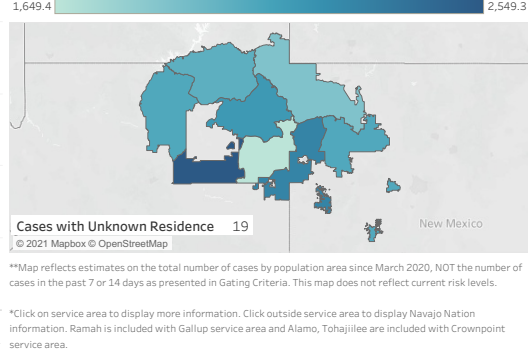 1,649.4
2,549.3
New Mexico
Cases with Unknown Residence 19
© 2021 Mapbox © OpenStreetMap
**Map reflects estimates on the total number of cases by population area since March 2020, NOT the number of
cases in the past 7 or 14 days as presented in Gating Criteria. This map does not reflect current risk levels.
*Click on service area to display more information. Click outside service area to display Navajo Nation
information. Ramah is included with Gallup service area and Alamo, Tohajiilee are included with Crownpoint
service area.